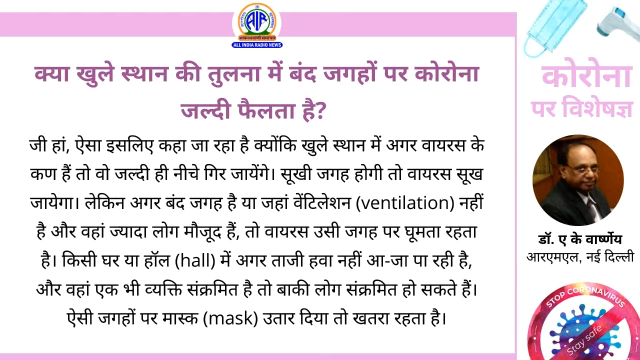 AIR
ALL INDIA RADIO NEWS
क्या खुले स्थान की तुलना में बंद जगहों पर कोरोना
जल्दी फैलता है?
जी हां, ऐसा इसलिए कहा जा रहा है क्योंकि खुले स्थान में अगर वायरस के
कण हैं तो वो जल्दी ही नीचे गिर जायेंगे। सूखी जगह होगी तो वायरस सूख
जायेगा। लेकिन अगर बंद जगह है या जहां वेंटिलेशन (ventilation) नहीं
है और वहां ज्यादा लोग मौजूद हैं, तो वायरस उसी जगह पर घूमता रहता
है। किसी घर या हॉल (hall) में अगर ताजी हवा नहीं आ-जा पा रही है,
और वहां एक भी व्यक्ति संक्रमित है तो बाकी लोग संक्रमित हो सकते हैं।
ऐसी जगहों पर मास्क (mask) उतार दिया तो खतरा रहता है।
कोरोना
पर विशेषज्ञ
डॉ. ए के वार्ष्णेय
आरएमएल, नई दिल्ली
STOP CORONAVIRUS
Stay safe